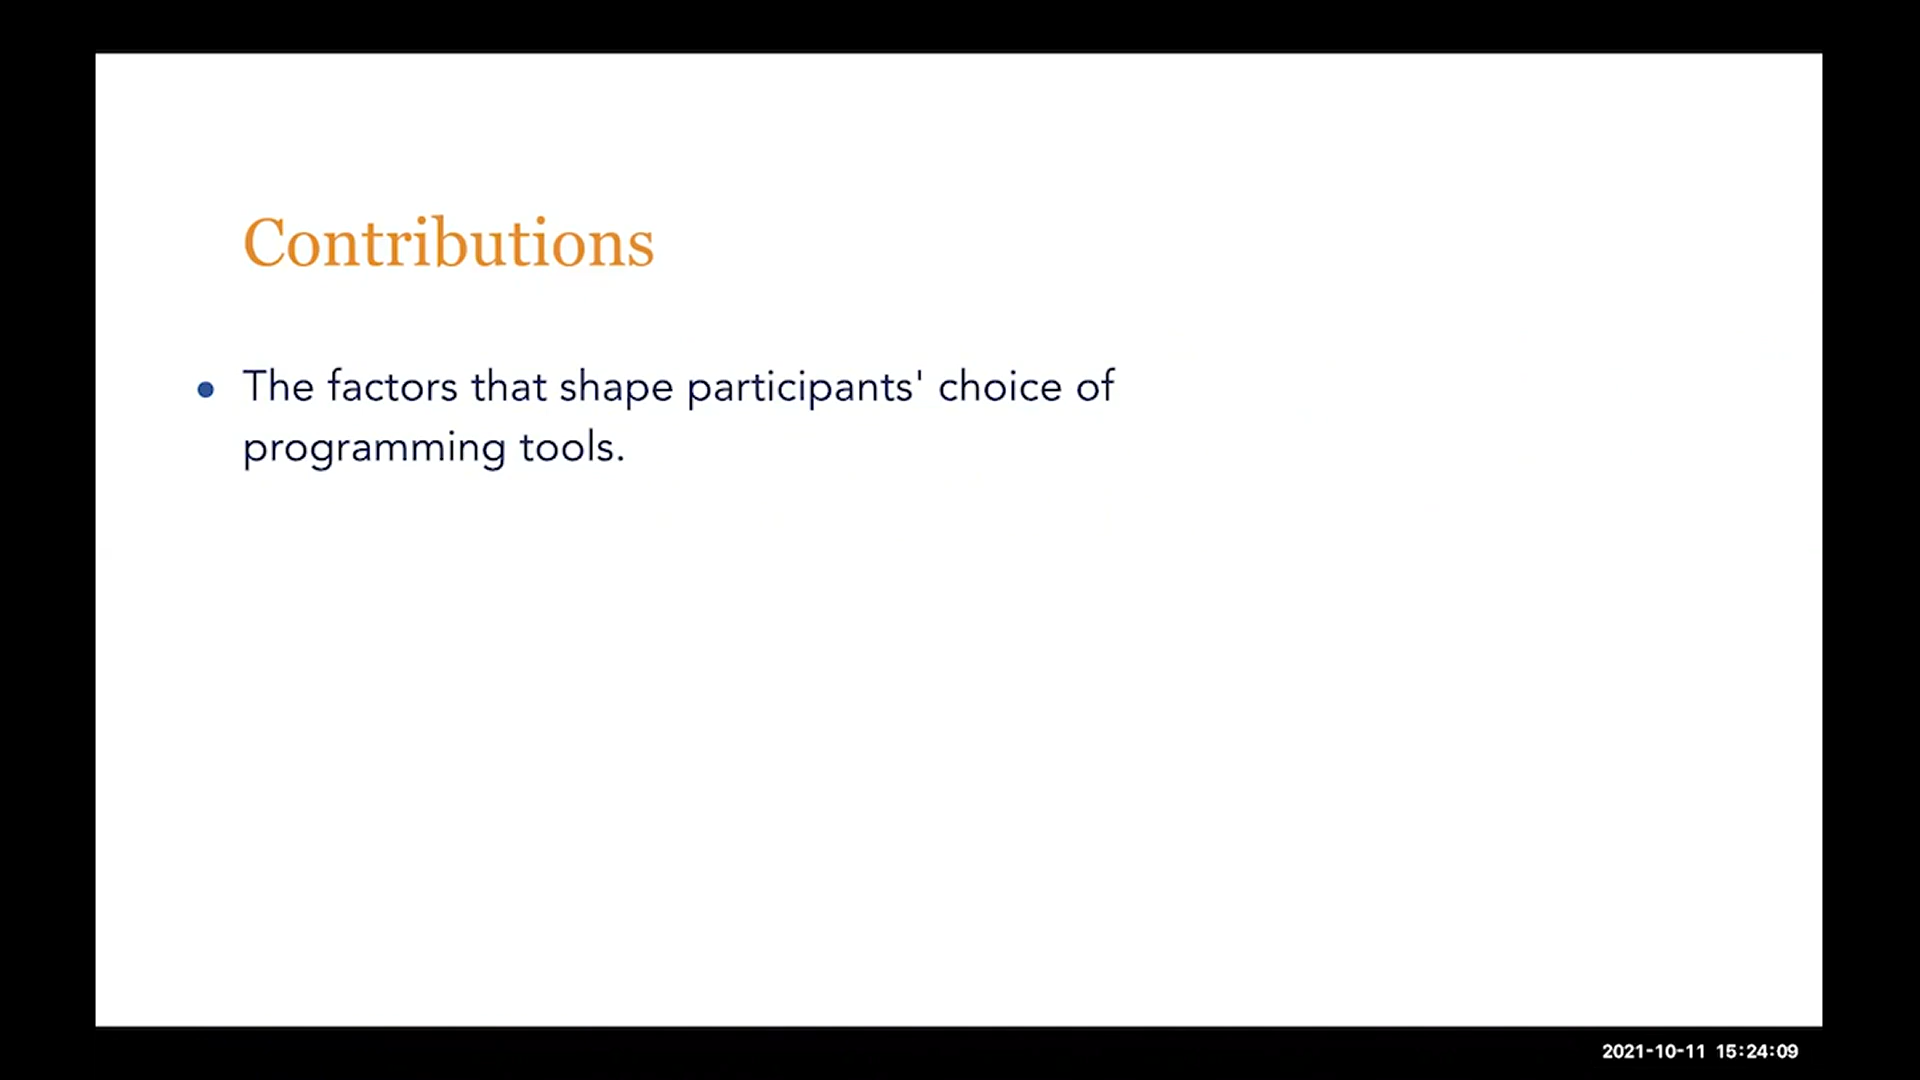 Contributions
• The factors that shape participants' choice of
programming tools.
2021-10-11 15:24:09